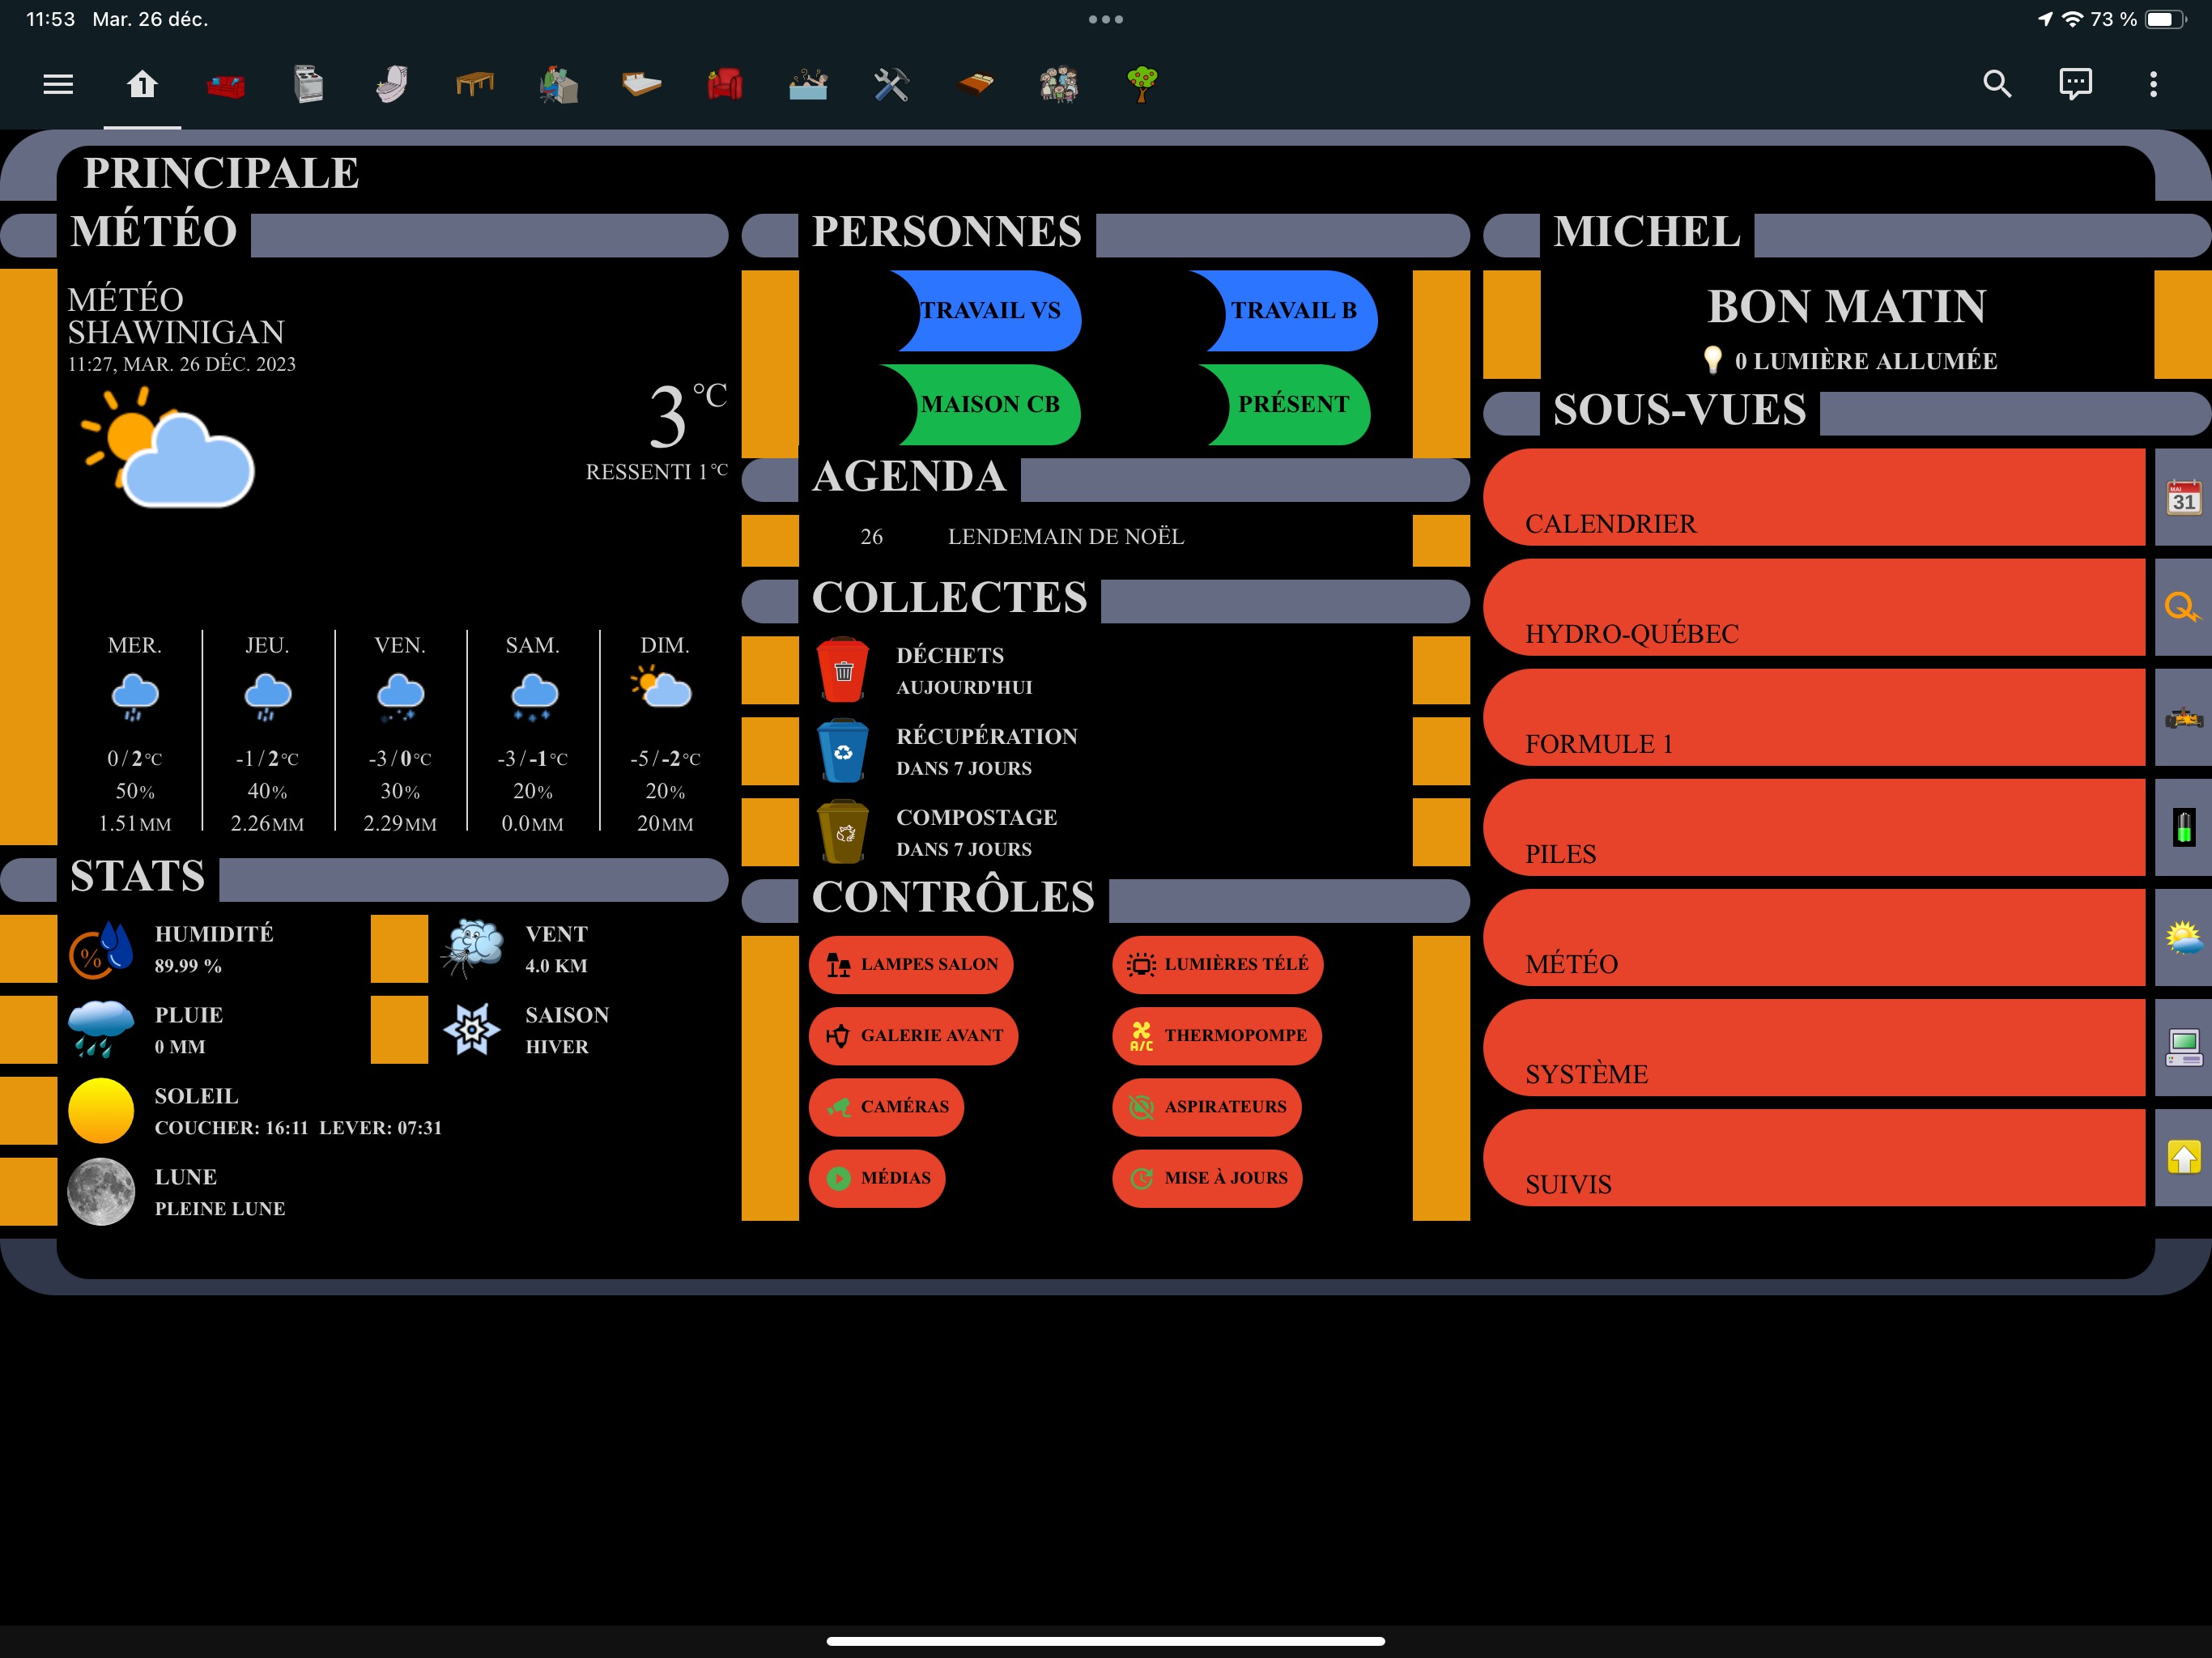 11:53 Mar. 26 déc.
73 %
1
PRINCIPALE
MÉTÉO
MÉTÉO
SHAWINIGAN
11:27, MAR. 26 DÉC. 2023
3 °C
RESSENTI 1°C
MER. JEU. VEN. SAM. DIM.
0/2°C -1/2°C -3/0°C -3/-1°C -5/-2°C
50% 40% 30% 20% 20%
1.51MM 2.26MM 2.29MM 0.0MM 20MM
STATS
%
HUMIDITÉ
89.99 %
VENT
4.0 KM
PLUIE
0 MM
SAISON
HIVER
SOLEIL
COUCHER: 16:11 LEVER: 07:31
LUNE
PLEINE LUNE
PERSONNES
TRAVAIL VS
TRAVAIL B
MAISON CB
PRÉSENT
AGENDA
26 LENDEMAIN DE NOËL
COLLECTES
DÉCHETS
AUJOURD'HUI
RÉCUPÉRATION
DANS 7 JOURS
COMPOSTAGE
DANS 7 JOURS
CONTRÔLES
LAMPES SALON
LUMIÈRES TÉLÉ
GALERIE AVANT
A/C
THERMOPOMPE
CAMÉRAS
ASPIRATEURS
MÉDIAS
MISE À JOURS
MICHEL
BON MATIN
0 LUMIÈRE ALLUMÉE
SOUS-VUES
CALENDRIER
MAI
31
HYDRO-QUÉBEC
FORMULE 1
PILES
MÉTÉO
SYSTÈME
SUIVIS